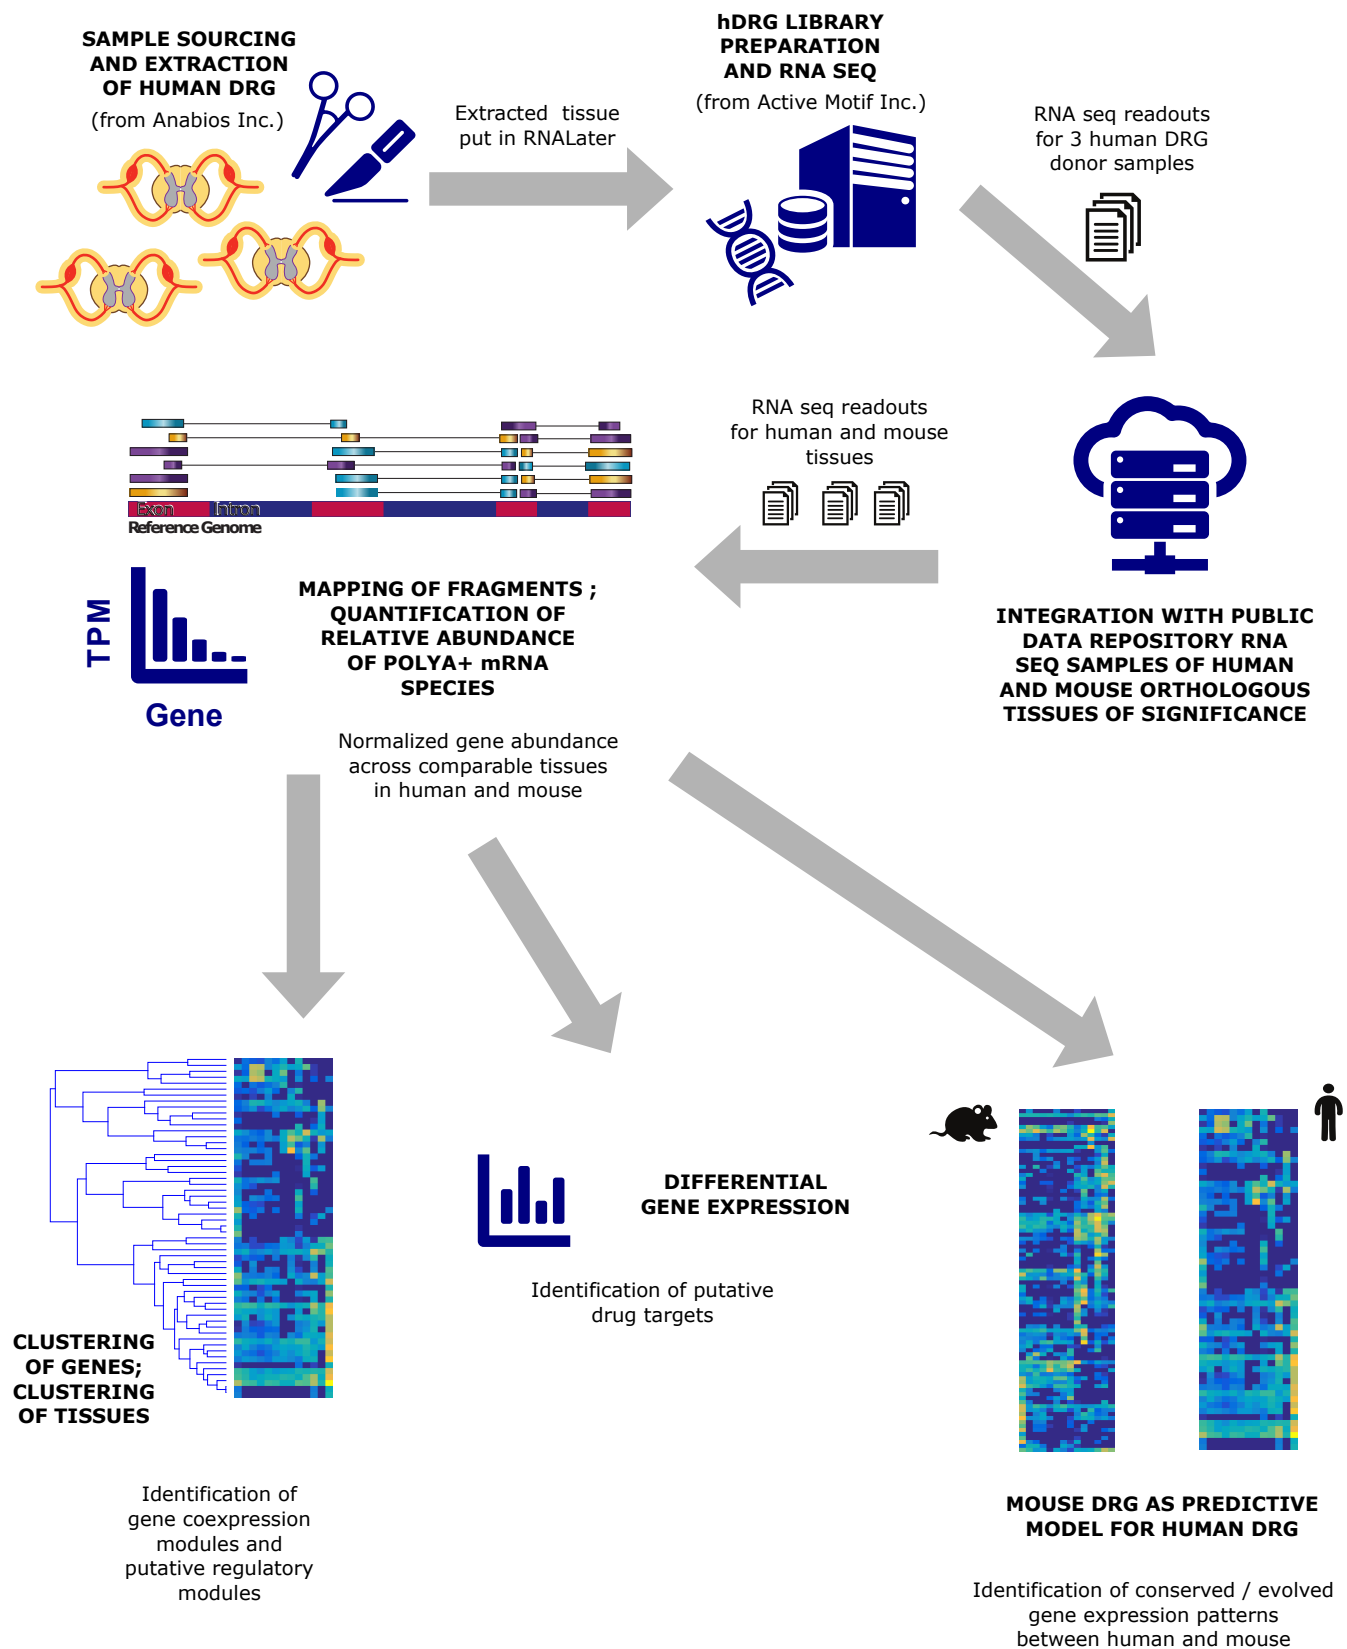 SAMPLE SOURCING
AND EXTRACTION
OF HUMAN DRG
(from Anabios Inc.)
Extracted tissue
put in RNALater
hDRG LIBRARY
PREPARATION
AND RNA SEQ
(from Active Motif Inc.)
RNA seq readouts
for 3 human DRG
donor samples
RNA seq readouts
for human and mouse
tissues
Exon Intron
Reference Genome
INTEGRATION WITH PUBLIC
DATA REPOSITORY RNA
SEQ SAMPLES OF HUMAN
AND MOUSE ORTHOLOGOUS
TISSUES OF SIGNIFICANCE
TPM
Gene
MAPPING OF FRAGMENTS ;
QUANTIFICATION OF
RELATIVE ABUNDANCE
OF POLYA+ mRNA
SPECIES
Normalized gene abundance
across comparable tissues
in human and mouse
CLUSTERING
OF GENES;
CLUSTERING
OF TISSUES
Identification of
gene coexpression
modules and
putative regulatory
modules
DIFFERENTIAL
GENE EXPRESSION
Identification of putative
drug targets
MOUSE DRG AS PREDICTIVE
MODEL FOR HUMAN DRG
Identification of conserved / evolved
gene expression patterns
between human and mouse